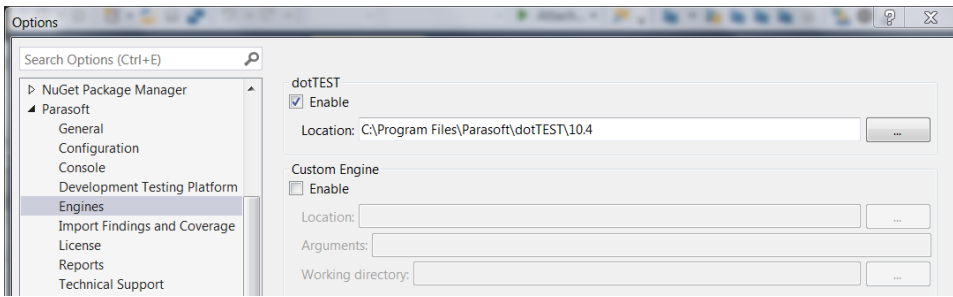 Options
Attach...
Search Options (Ctrl+E)
NuGet Package Manager
Parasoft
General
Configuration
Console
Development Testing Platform
Engines
Import Findings and Coverage
License
Reports
Technical Support
dotTEST
Enable
Location: C:\Program Files\Parasoft\dotTEST\10.4 ...
Custom Engine
Enable
Location: ...
Arguments:
Working directory: ...